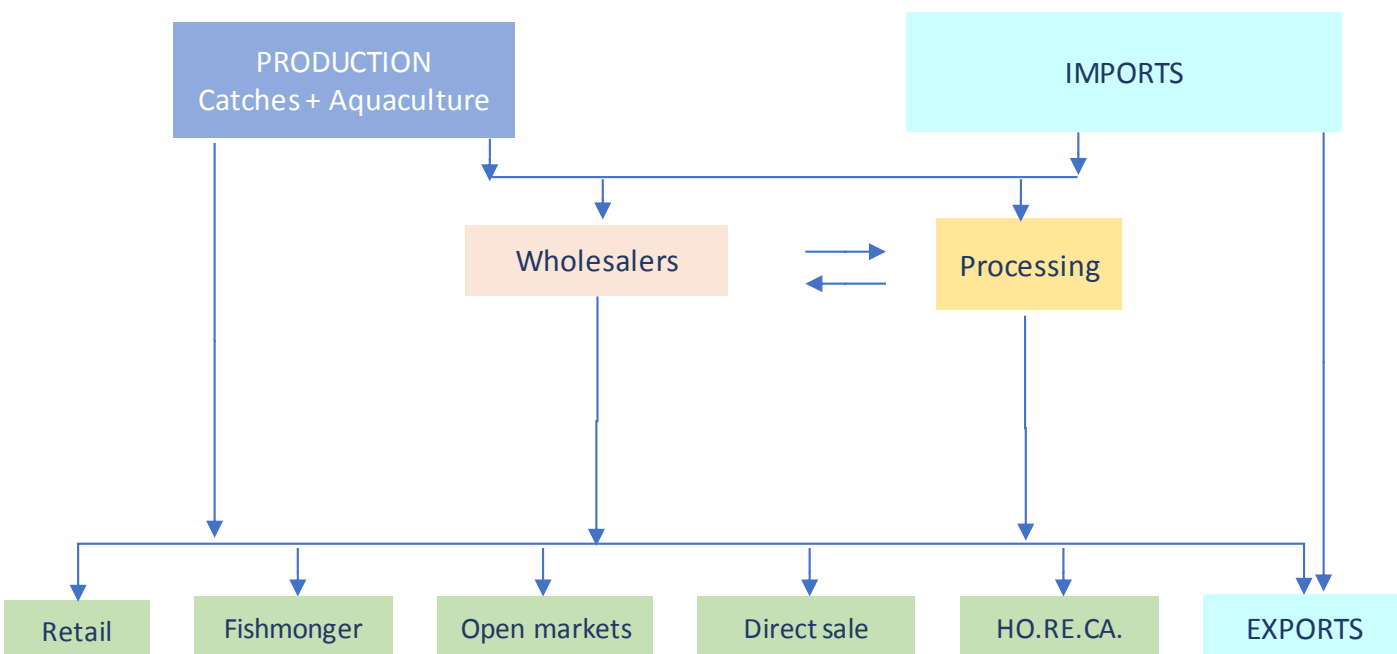 PRODUCTION
Catches + Aquaculture
IMPORTS
Wholesalers
Processing
Retail
Fishmonger
Open markets
Direct sale
HO.RE.CA.
EXPORTS